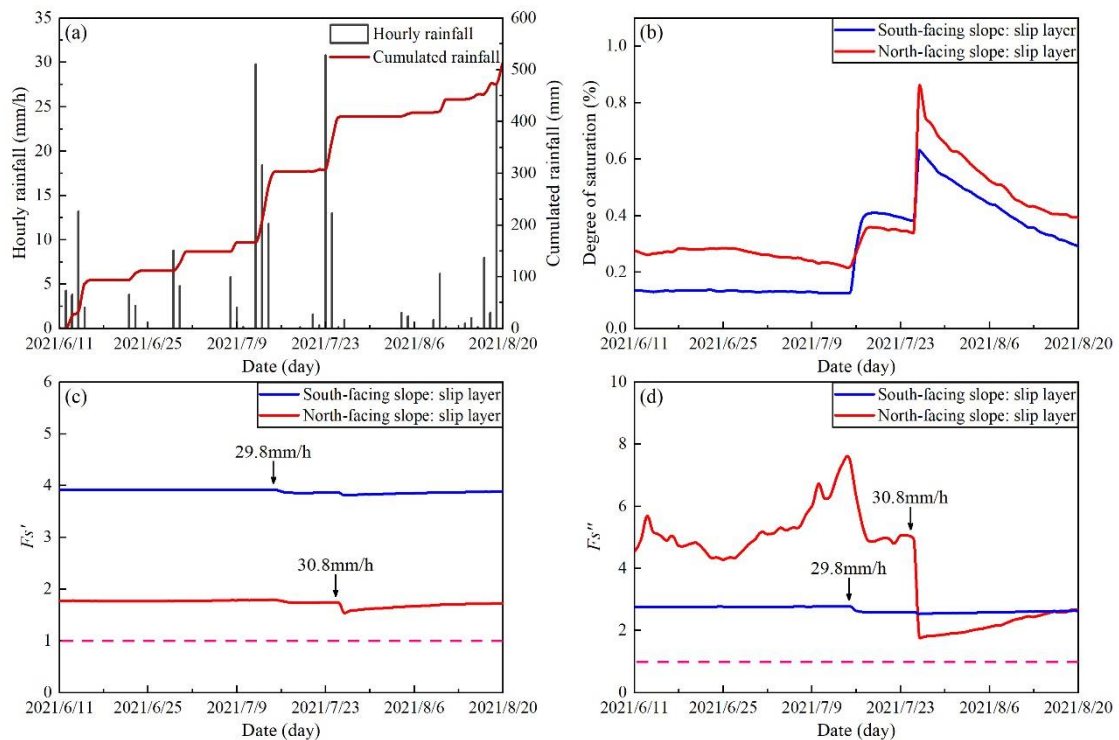 (a)
Hourly rainfall
Cumulated rainfall
35
30
25
20
15
10
5
0
Hourly rainfall (mm/h)
600
500
400
300
200
100
0
Cumulated rainfall (mm)
2021/6/11 2021/6/25 2021/7/9 2021/7/23 2021/8/6 2021/8/20
Date (day)
(b)
South-facing slope: slip layer
North-facing slope: slip layer
1.0
0.8
0.6
0.4
0.2
0.0
Degree of saturation (%)
2021/6/11 2021/6/25 2021/7/9 2021/7/23 2021/8/6 2021/8/20
Date (day)
(c)
South-facing slope: slip layer
North-facing slope: slip layer
6
5
4
3
2
1
0
Fs'
29.8mm/h
30.8mm/h
2021/6/11 2021/6/25 2021/7/9 2021/7/23 2021/8/6 2021/8/20
Date (day)
(d)
South-facing slope: slip layer
North-facing slope: slip layer
10
8
6
4
2
0
Fs''
30.8mm/h
29.8mm/h
2021/6/11 2021/6/25 2021/7/9 2021/7/23 2021/8/6 2021/8/20
Date (day)